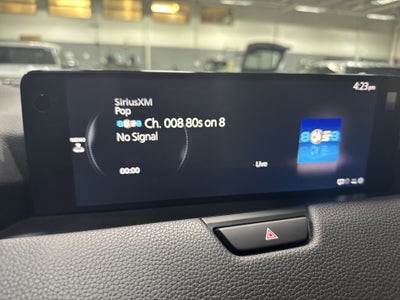 4:23pm
SiriusXM
Pop
Ch. 008 80s on 8
No Signal
00:00
Live